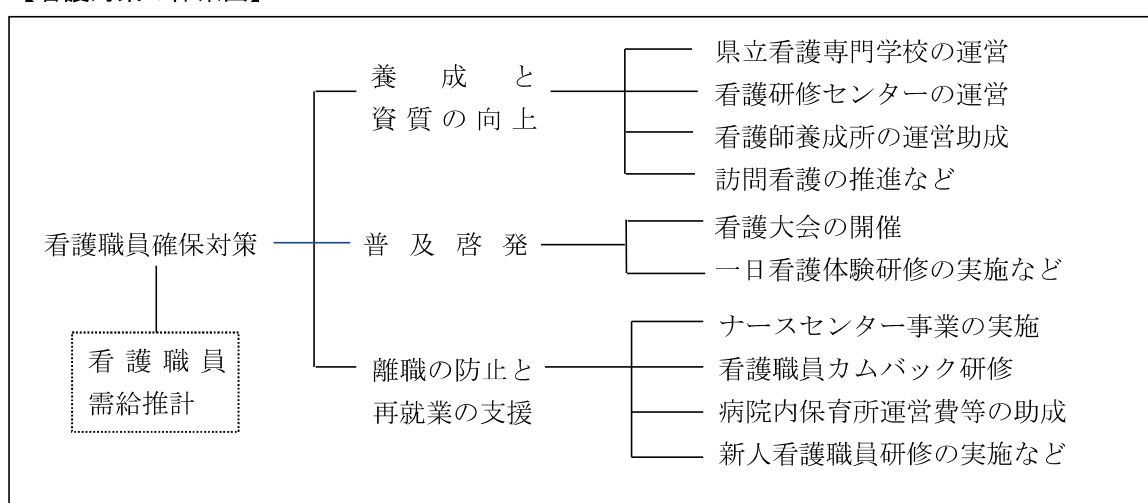 養成と
資質の向上
県立看護専門学校の運営
看護研修センターの運営
看護師養成所の運営助成
訪問看護の推進など
看護職員確保対策
普及啓発
看護大会の開催
一日看護体験研修の実施など
看護職員
需給推計
離職の防止と
再就業の支援
ナースセンター事業の実施
看護職員カムバック研修
病院内保育所運営費等の助成
新人看護職員研修の実施など